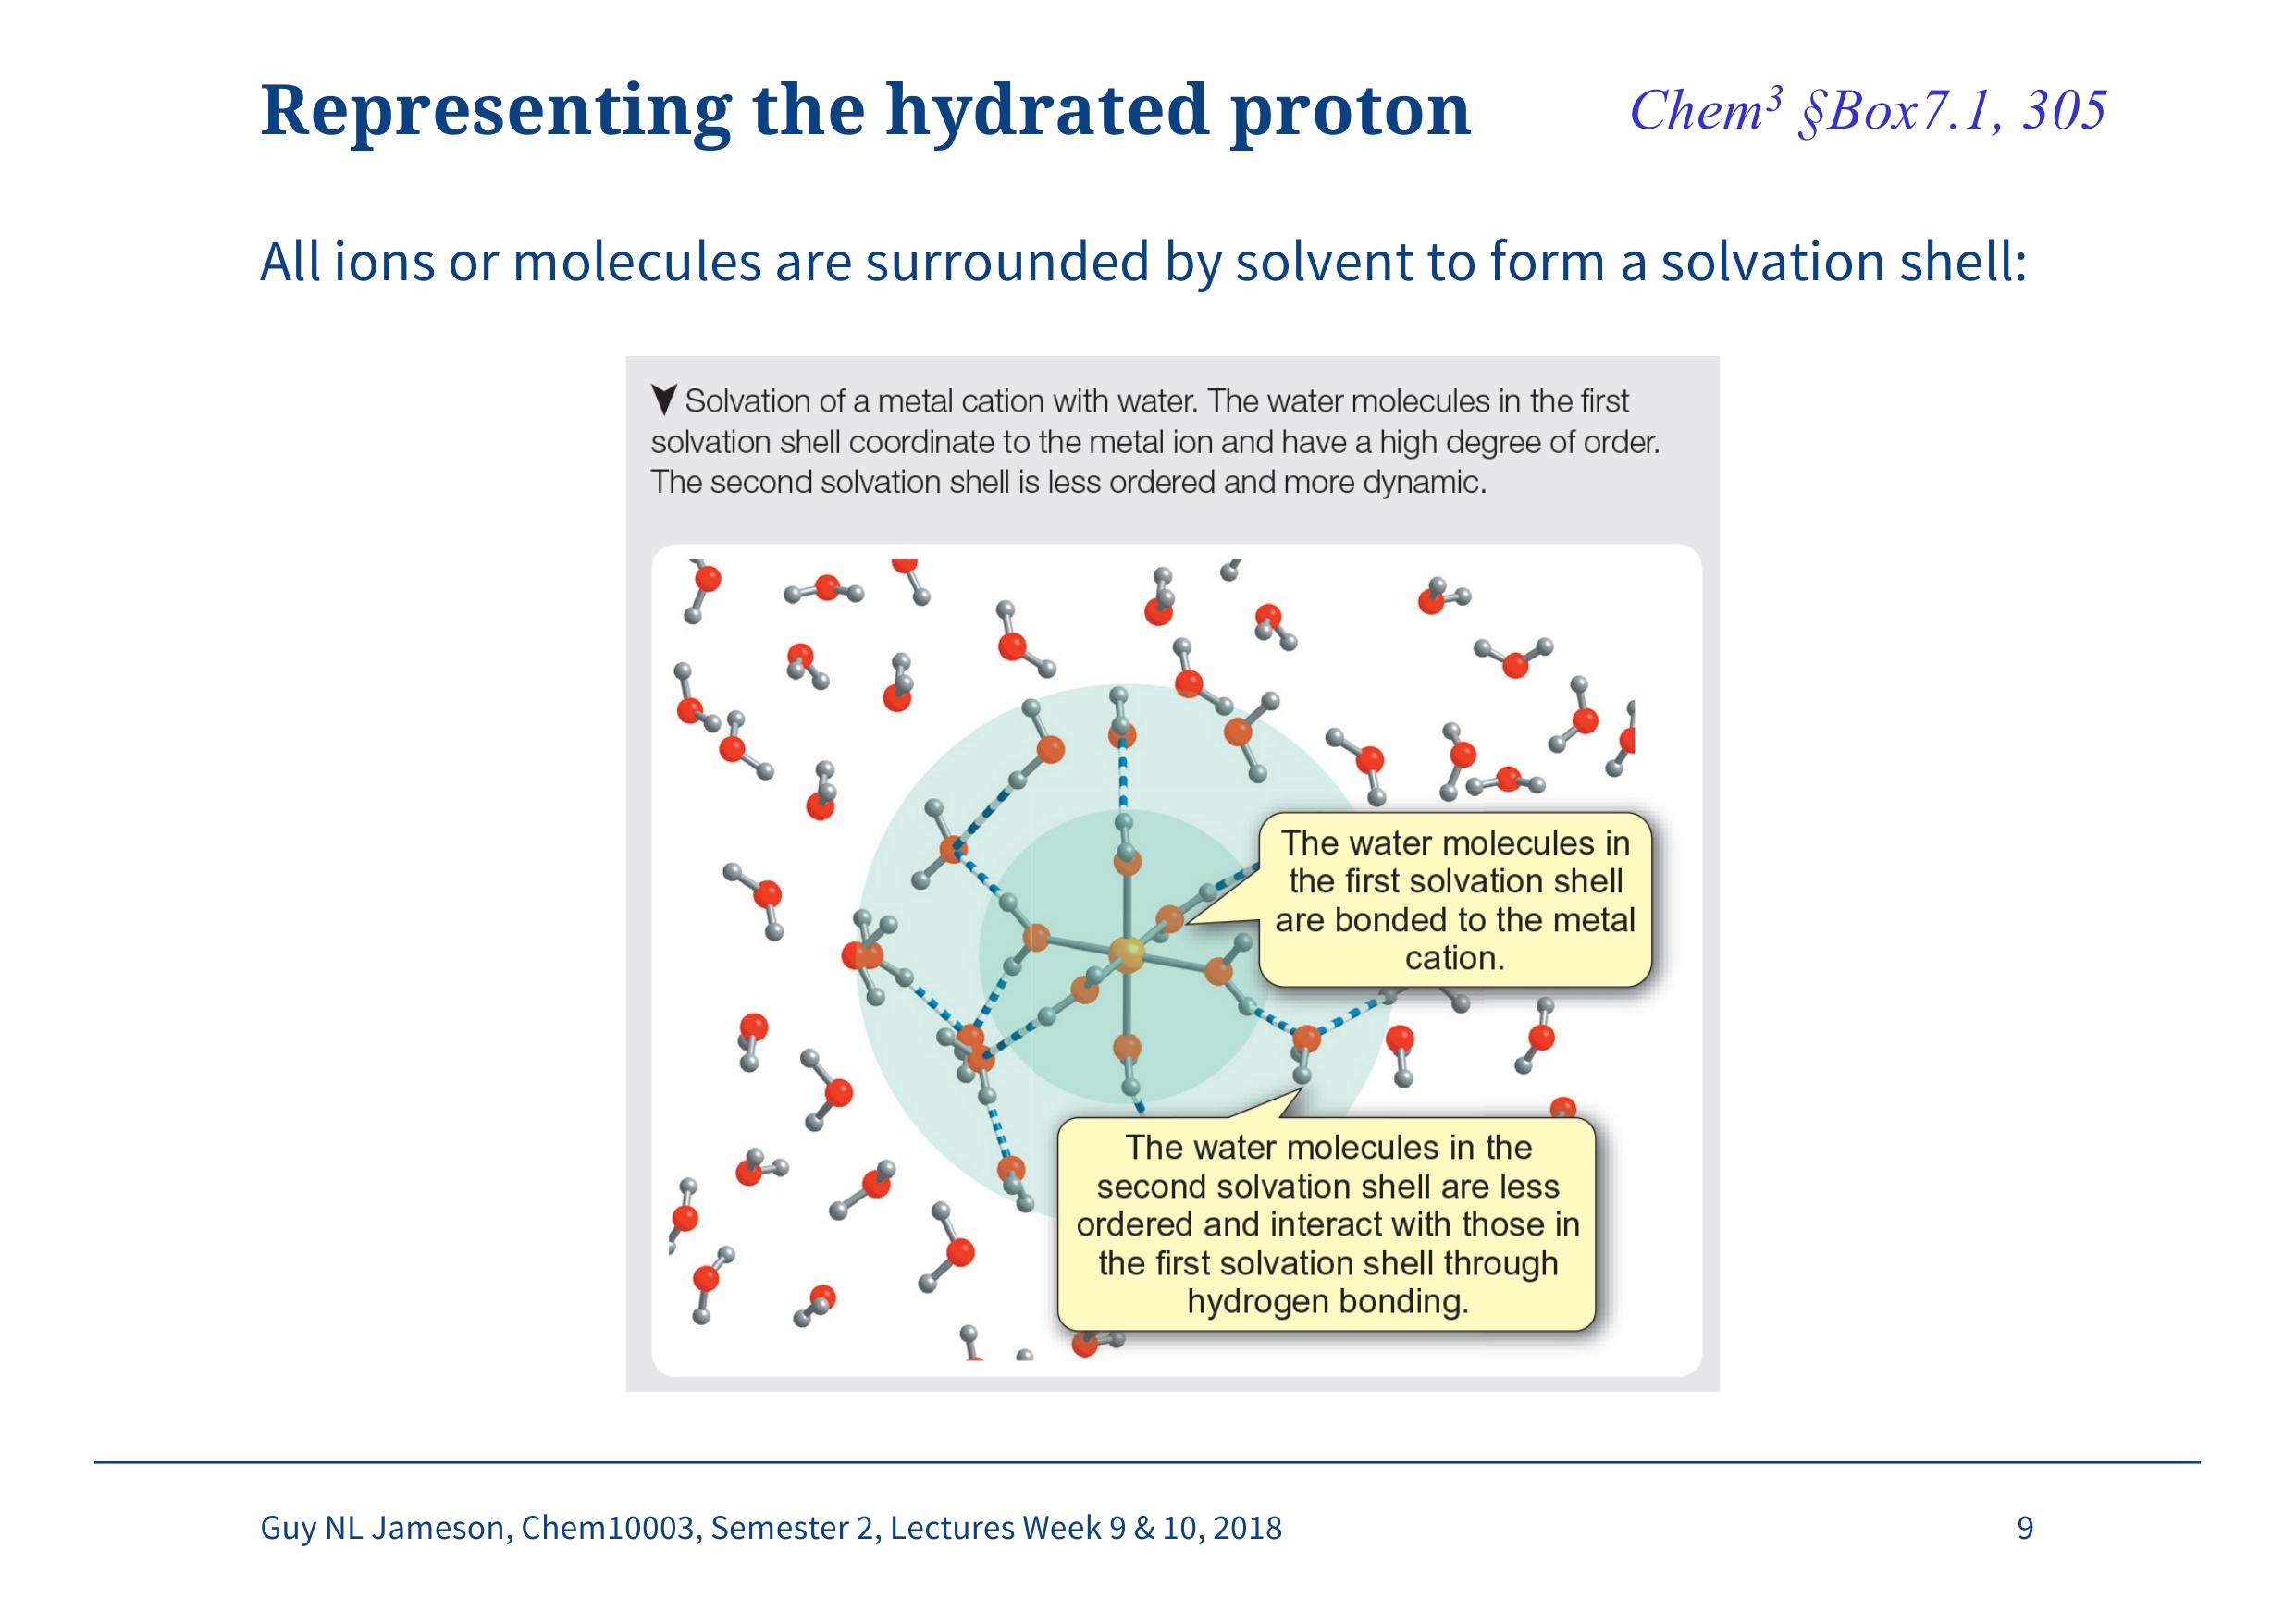 Representing the hydrated proton
Chem³ §Box7.1, 305
All ions or molecules are surrounded by solvent to form a solvation shell:
Solvation of a metal cation with water. The water molecules in the first
solvation shell coordinate to the metal ion and have a high degree of order.
The second solvation shell is less ordered and more dynamic.
The water molecules in
the first solvation shell
are bonded to the metal
cation.
The water molecules in the
second solvation shell are less
ordered and interact with those in
the first solvation shell through
hydrogen bonding.
Guy NL Jameson, Chem10003, Semester 2, Lectures Week 9 & 10, 2018
9